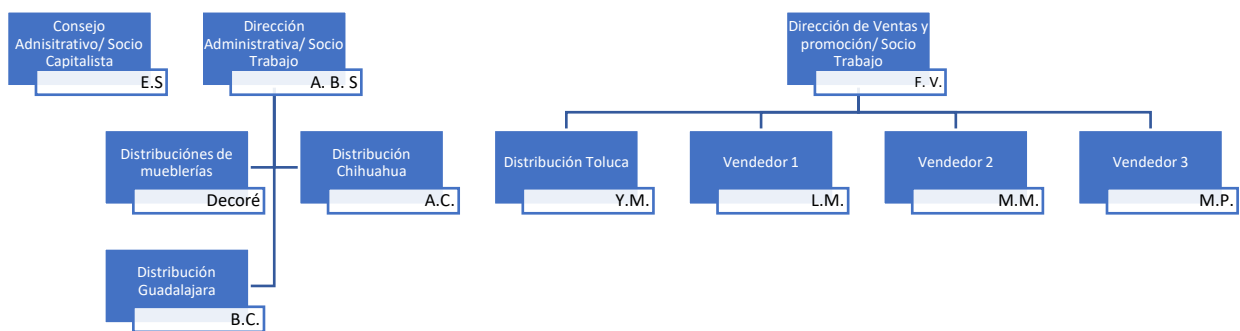 Consejo
Adnisitrativo/ Socio
Capitalista
E.S
Dirección
Administrativa/ Socio
Trabajo
A. B. S
Dirección de Ventas y
promoción/ Socio
Trabajo
F. V.
Distribuciónes de
mueblerías
Decoré
Distribución
Chihuahua
A.C.
Distribución Toluca
Y.M.
Vendedor 1
L.M.
Vendedor 2
M.M.
Vendedor 3
M.P.
Distribución
Guadalajara
B.C.